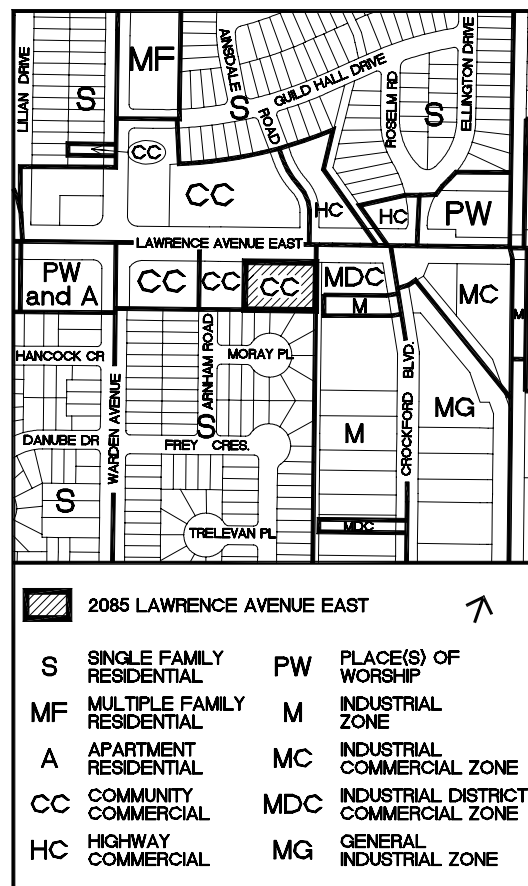 LILIAN DRIVE
S
MF
AINSDALE
ROAD
S
GUILD HALL DRIVE
ROSELM RD
S
ELLINGTON DRIVE
CC
CC
HC
HC
PW
LAWRENCE AVENUE EAST
PW
and A
CC
CC
CC
MDC
M
MC
M
HANCOCK CR
WARDEN AVENUE
ARNHAM ROAD
MORAY PL.
S
CROCKFORD BLVD.
MG
DANUBE DR
FREY CRES.
M
S
TRELEVAN PL
MDC
2085 LAWRENCE AVENUE EAST
S SINGLE FAMILY
RESIDENTIAL
MF MULTIPLE FAMILY
RESIDENTIAL
A APARTMENT
RESIDENTIAL
CC COMMUNITY
COMMERCIAL
HC HIGHWAY
COMMERCIAL
PW PLACE(S) OF
WORSHIP
M INDUSTRIAL
ZONE
MC INDUSTRIAL
COMMERCIAL ZONE
MDC INDUSTRIAL DISTRICT
COMMERCIAL ZONE
MG GENERAL
INDUSTRIAL ZONE